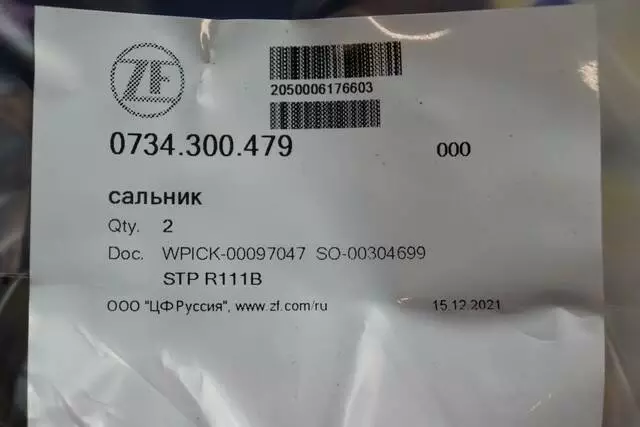 ZF
2050006176603
0734.300.479 000
сальник
Qty. 2
Doc. WPICK-00097047 SO-00304699
STP R111B
ООО "ЦФ Руссия", www.zf.com/ru 15.12.2021